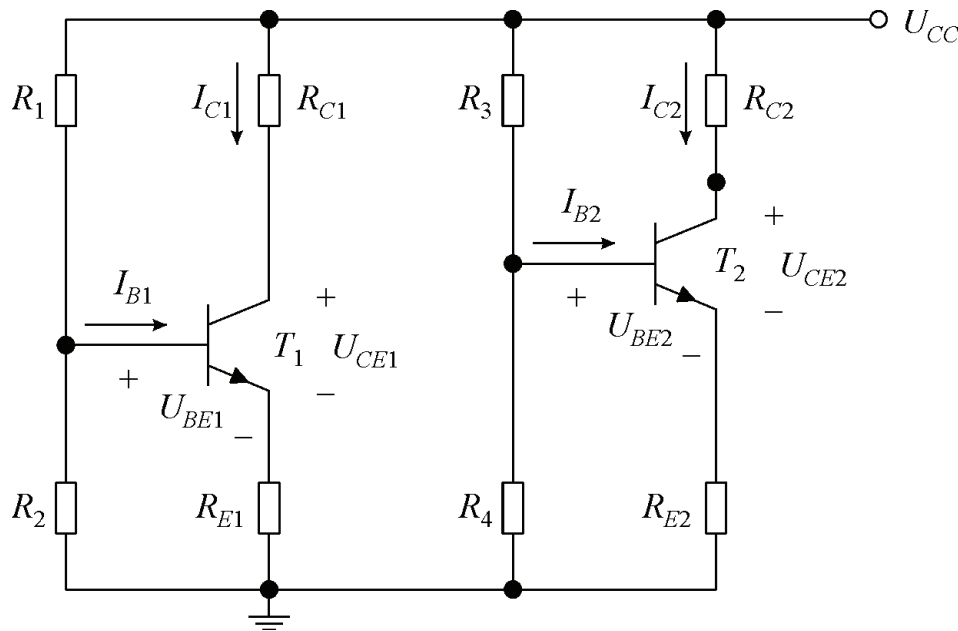 U_CC
R_1
I_C1
R_C1
R_3
I_C2
R_C2
I_B2
+
T_2
U_CE2
+
U_BE2
−
−
I_B1
+
T_1
U_CE1
+
U_BE1
−
−
R_2
R_E1
R_4
R_E2